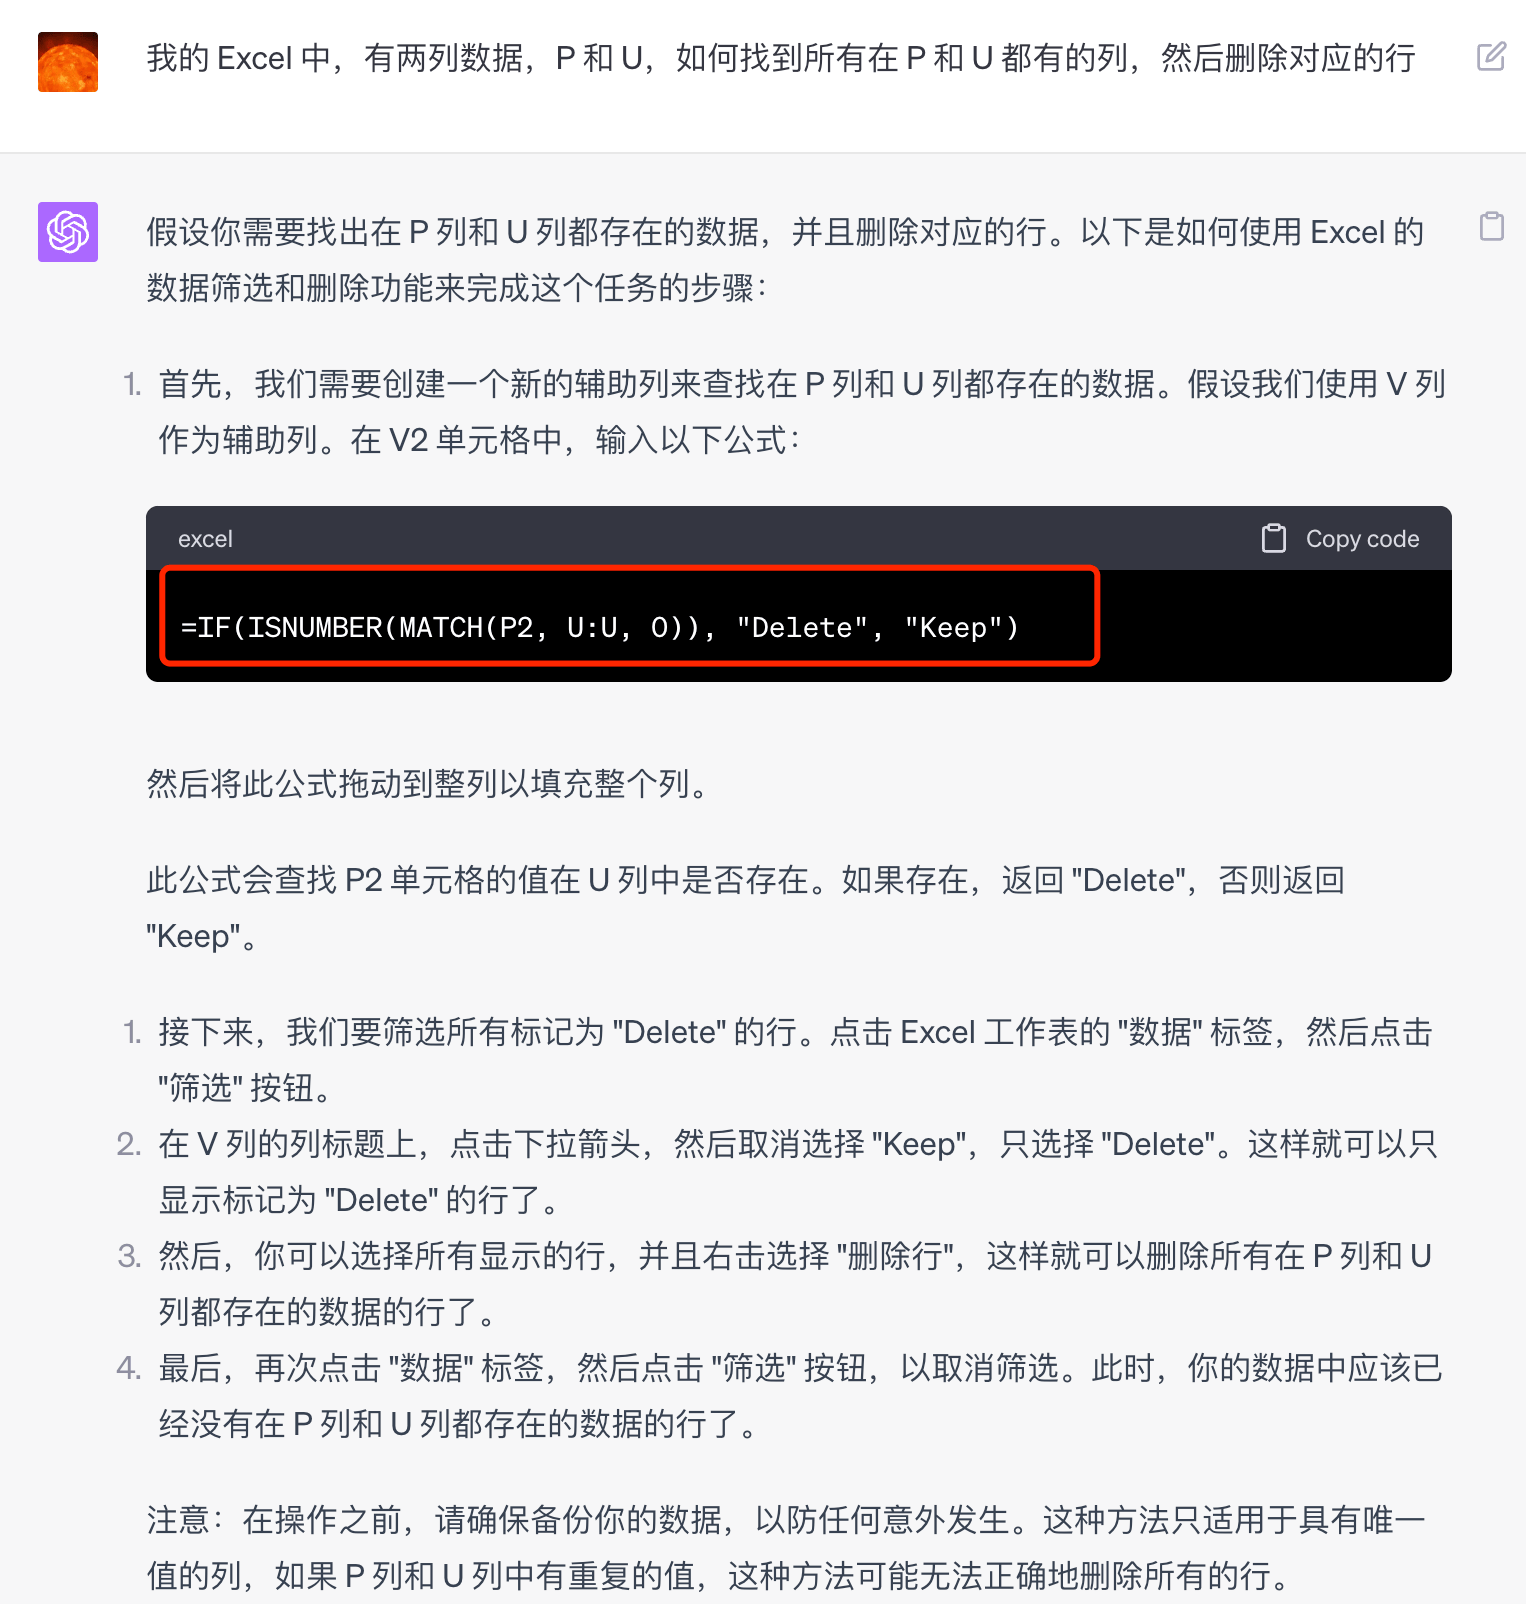 我的 Excel 中，有两列数据，P 和 U，如何找到所有在 P 和 U 都有的列，然后删除对应的行
假设你需要找出在 P 列和 U 列都存在的数据，并且删除对应的行。以下是如何使用 Excel 的
数据筛选和删除功能来完成这个任务的步骤：
1. 首先，我们需要创建一个新的辅助列来查找在 P 列和 U 列都存在的数据。假设我们使用 V 列
作为辅助列。在 V2 单元格中，输入以下公式：
excel
Copy code
=IF(ISNUMBER(MATCH(P2, U:U, 0)), "Delete", "Keep")
然后将此公式拖动到整列以填充整个列。
此公式会查找 P2 单元格的值在 U 列中是否存在。如果存在，返回 "Delete"，否则返回
"Keep"。
1. 接下来，我们要筛选所有标记为 "Delete" 的行。点击 Excel 工作表的 "数据" 标签，然后点击
"筛选" 按钮。
2. 在 V 列的列标题上，点击下拉箭头，然后取消选择 "Keep"，只选择 "Delete"。这样就可以只
显示标记为 "Delete" 的行了。
3. 然后，你可以选择所有显示的行，并且右击选择 "删除行"，这样就可以删除所有在 P 列和 U
列都存在的数据的行了。
4. 最后，再次点击 "数据" 标签，然后点击 "筛选" 按钮，以取消筛选。此时，你的数据中应该已
经没有在 P 列和 U 列都存在的数据的行了。
注意：在操作之前，请确保备份你的数据，以防任何意外发生。这种方法只适用于具有唯一
值的列，如果 P 列和 U 列中有重复的值，这种方法可能无法正确地删除所有的行。